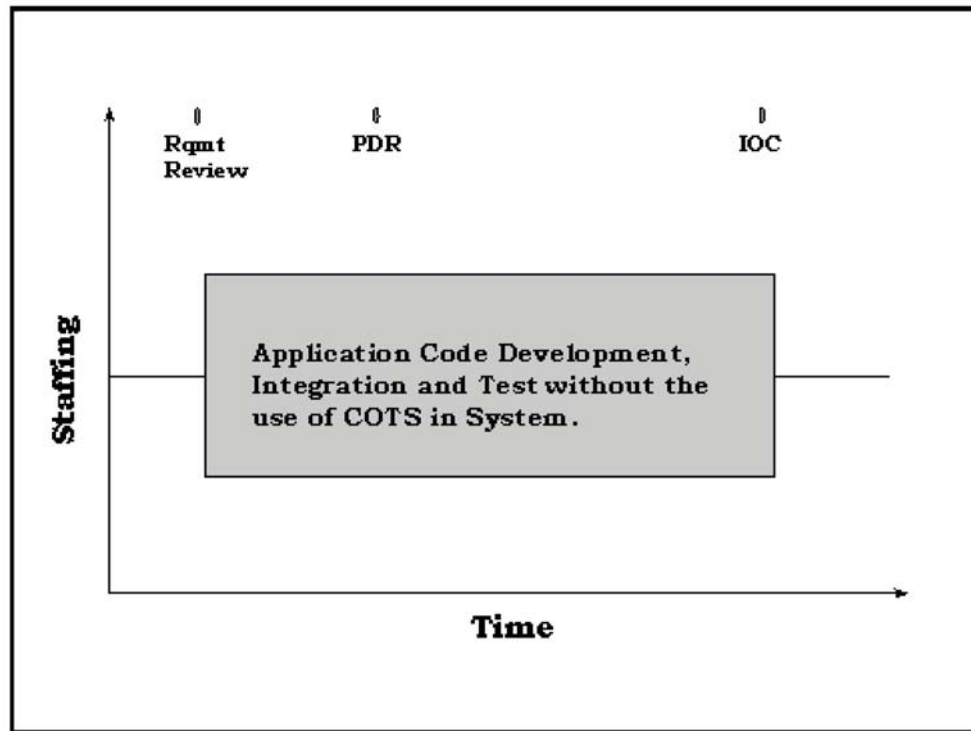 Rqmt
Review
PDR
IOC
Staffing
Application Code Development,
Integration and Test without the
use of COTS in System.
Time